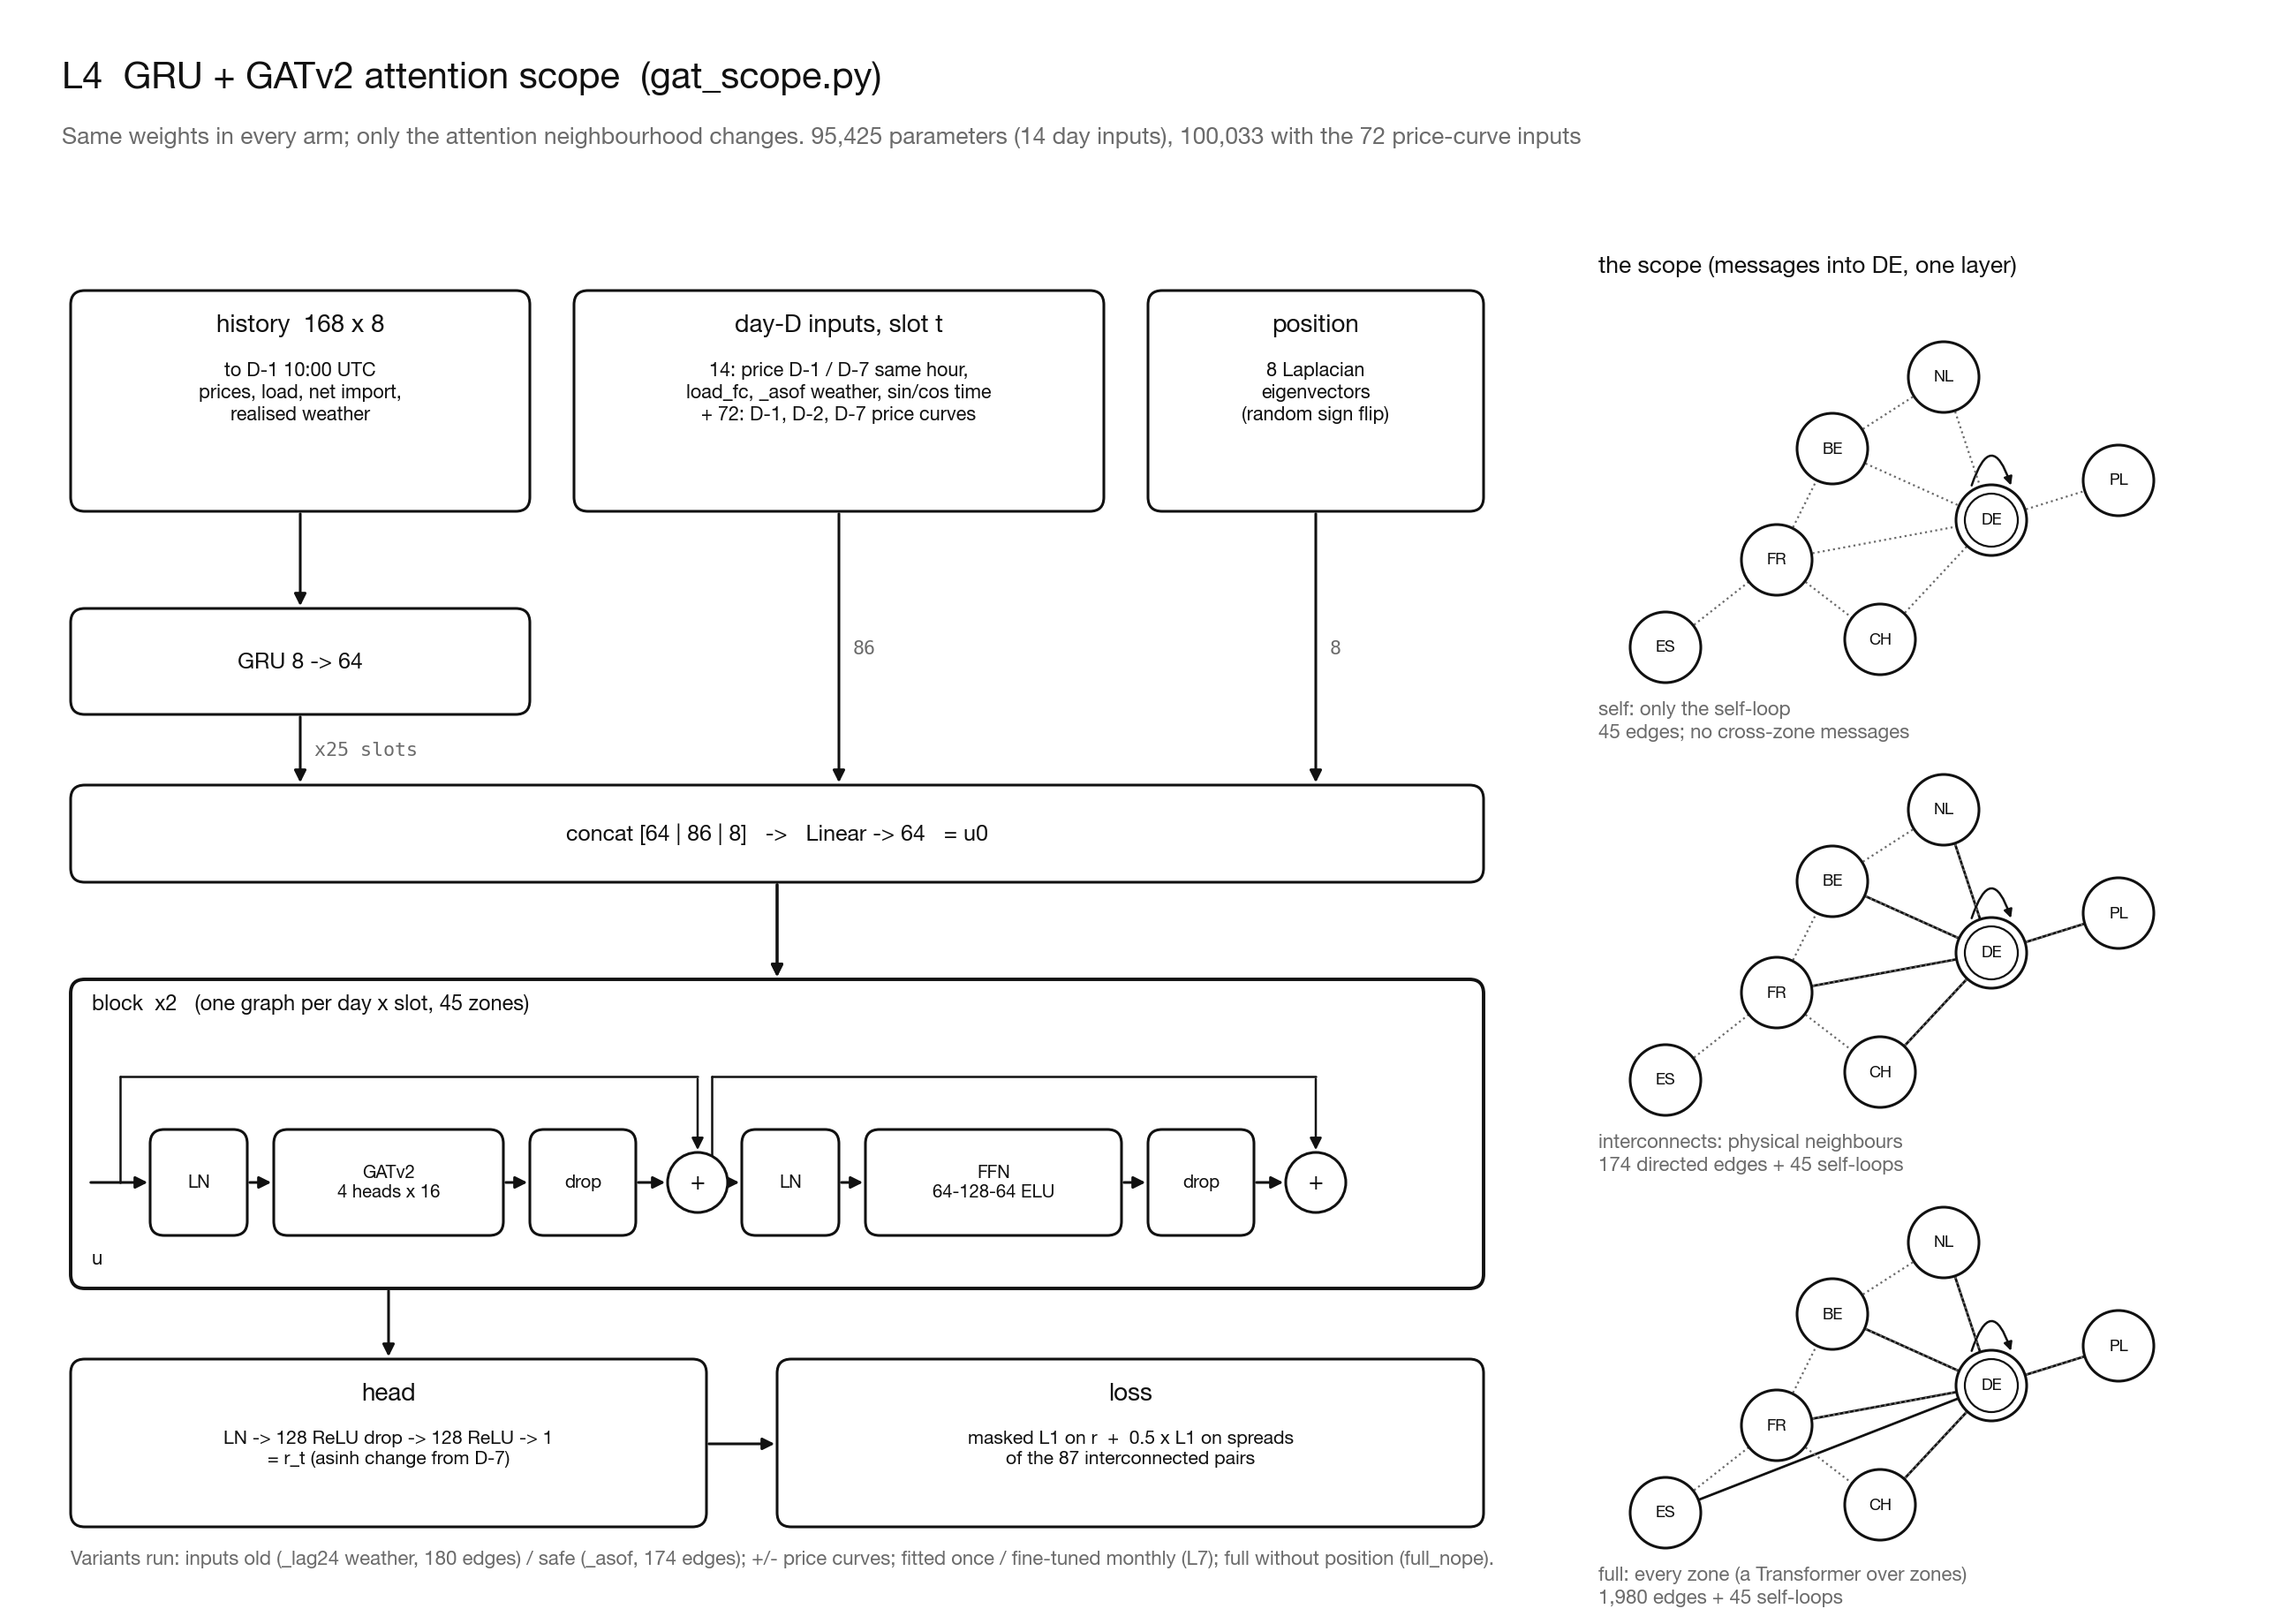 L4  GRU + GATv2 attention scope  (gat_scope.py)
Same weights in every arm; only the attention neighbourhood changes. 95,425 parameters (14 day inputs), 100,033 with the 72 price-curve inputs
history  168 x 8
to D-1 10:00 UTC
prices, load, net import,
realised weather
day-D inputs, slot t
14: price D-1 / D-7 same hour,
load_fc, _asof weather, sin/cos time
+ 72: D-1, D-2, D-7 price curves
position
8 Laplacian
eigenvectors
(random sign flip)
GRU 8 -> 64
x25 slots
86
8
concat [64 | 86 | 8]   ->   Linear -> 64   = u0
block  x2   (one graph per day x slot, 45 zones)
LN
GATv2
4 heads x 16
drop
+
LN
FFN
64-128-64 ELU
drop
+
u
head
LN -> 128 ReLU drop -> 128 ReLU -> 1
= r_t (asinh change from D-7)
loss
masked L1 on r  +  0.5 x L1 on spreads
of the 87 interconnected pairs
Variants run: inputs old (_lag24 weather, 180 edges) / safe (_asof, 174 edges); +/- price curves; fitted once / fine-tuned monthly (L7); full without position (full_nope).
the scope (messages into DE, one layer)
NL
BE
PL
DE
FR
CH
ES
self: only the self-loop
45 edges; no cross-zone messages
NL
BE
PL
DE
FR
CH
ES
interconnects: physical neighbours
174 directed edges + 45 self-loops
NL
BE
PL
DE
FR
CH
ES
full: every zone (a Transformer over zones)
1,980 edges + 45 self-loops